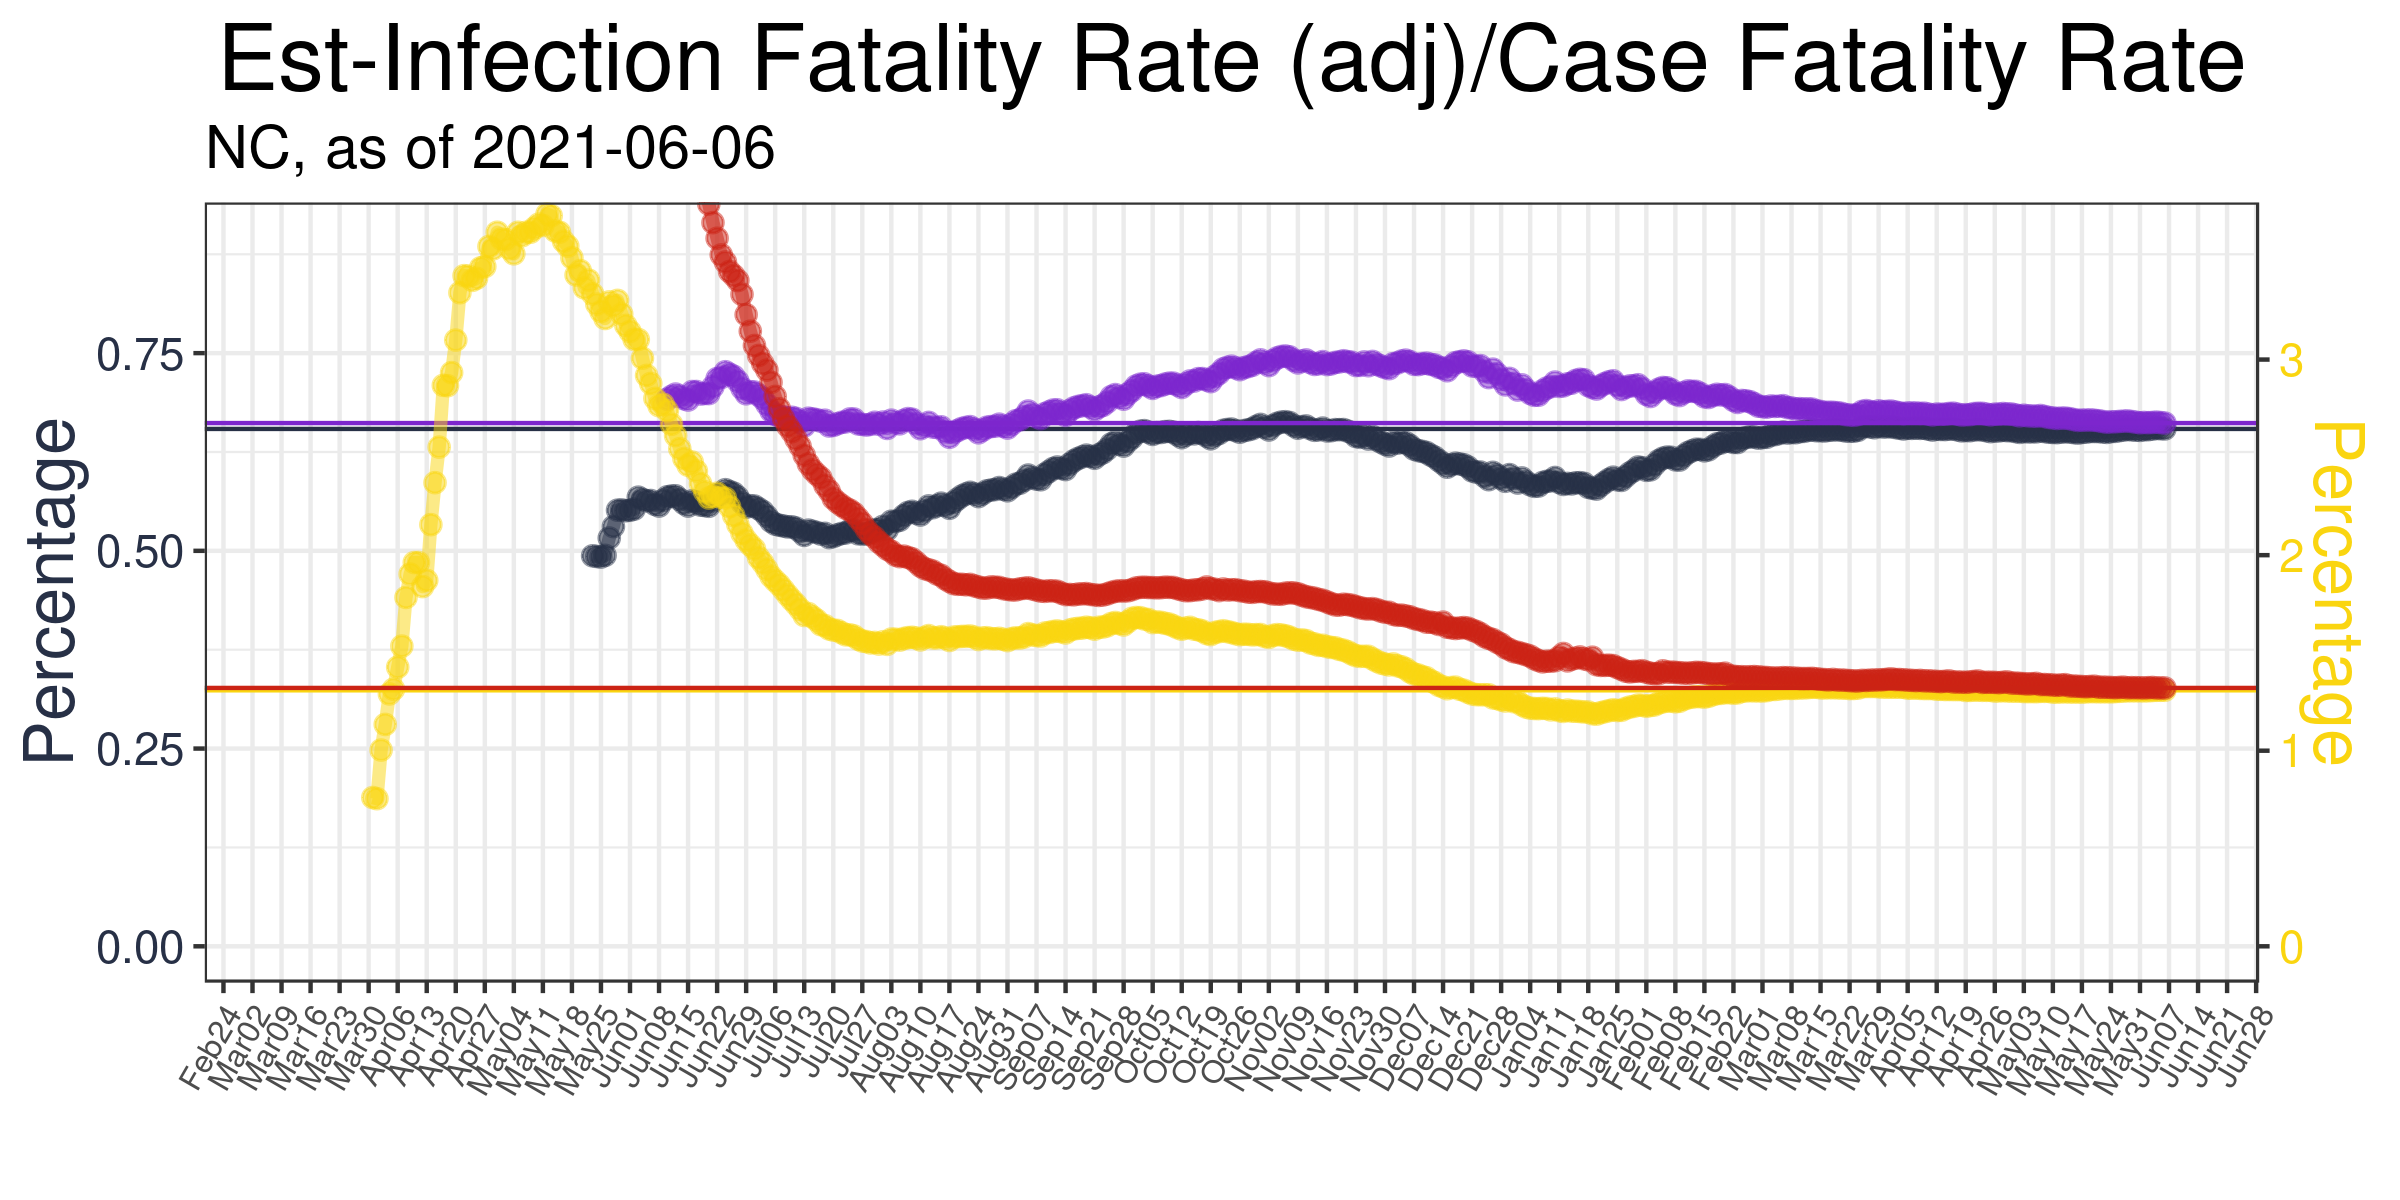 Est-Infection Fatality Rate (adj)/Case Fatality Rate
NC, as of 2021-06-06
Percentage
0.75
0.50
0.25
0.00
3
2
1
0
Percentage
Feb24
Mar02
Mar09
Mar16
Mar23
Mar30
Apr06
Apr13
Apr20
Apr27
May04
May11
May18
May25
Jun01
Jun08
Jun15
Jun22
Jun29
Jul06
Jul13
Jul20
Jul27
Aug03
Aug10
Aug17
Aug24
Aug31
Sep07
Sep14
Sep21
Sep28
Oct05
Oct12
Oct19
Oct26
Nov02
Nov09
Nov16
Nov23
Nov30
Dec07
Dec14
Dec21
Dec28
Jan04
Jan11
Jan18
Jan25
Feb01
Feb08
Feb15
Feb22
Mar01
Mar08
Mar15
Mar22
Mar29
Apr05
Apr12
Apr19
Apr26
May03
May10
May17
May24
May31
Jun07
Jun14
Jun21
Jun28